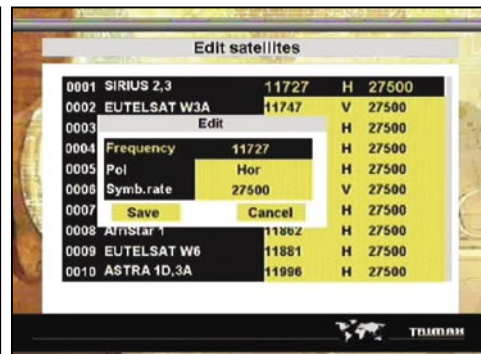 Edit satellites
0001 SIRIUS 2,3 11727 H 27500
0002 EUTELSAT W3A 11747 V 27500
0003 Edit H 27500
0004 Frequency 11727 H 27500
0005 Pol Hor H 27500
0006 Symb.rate 27500 V 27500
0007 Save Cancel H 27500
0008 AfriStar 1 11862 H 27500
0009 EUTELSAT W6 11881 H 27500
0010 ASTRA 1D,3A 11996 H 27500
TRIMAX